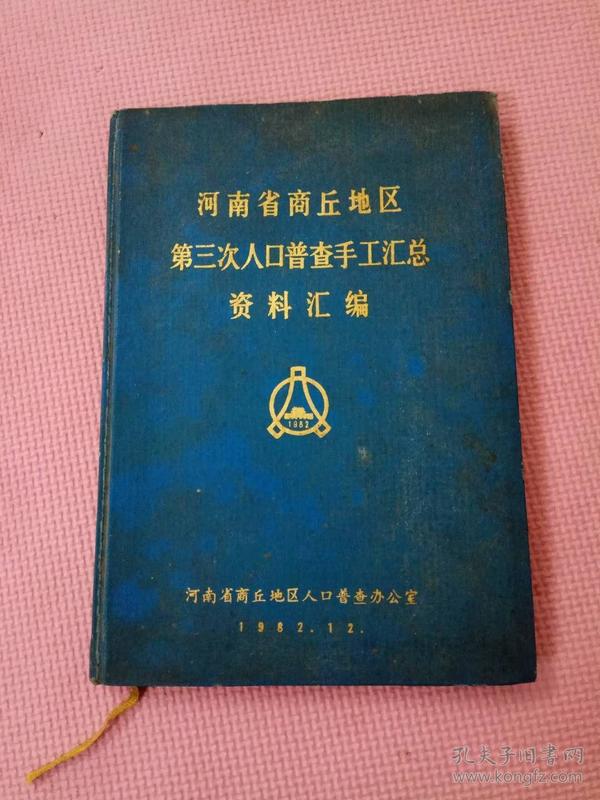 河南省商丘地区
第三次人口普查手工汇总
资料汇编
1982
河南省商丘地区人口普查办公室
1982.12.
孔夫子旧书网
www.kongfz.com